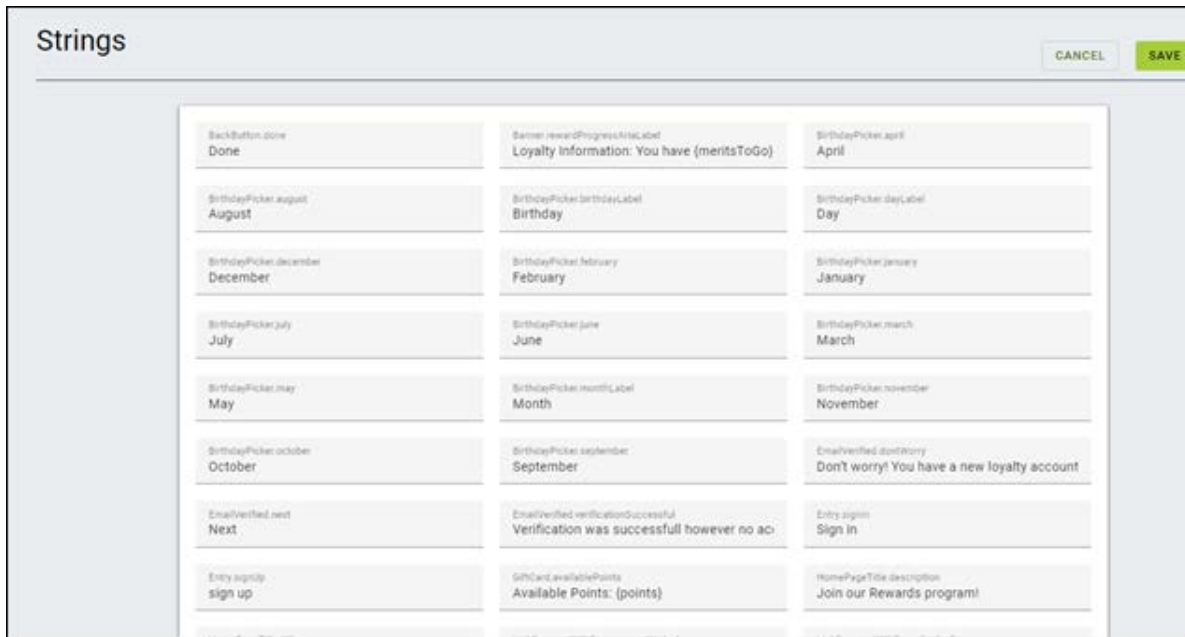 Strings
CANCEL
SAVE
BackButton.done
Banner.rewardProgressAriaLabel
BirthdayPicker.april
Done
Loyalty Information: You have {meritsToGo}
April
BirthdayPicker.august
BirthdayPicker.birthdayLabel
BirthdayPicker.dayLabel
August
Birthday
Day
BirthdayPicker.december
BirthdayPicker.february
BirthdayPicker.january
December
February
January
BirthdayPicker.july
BirthdayPicker.june
BirthdayPicker.march
July
June
March
BirthdayPicker.may
BirthdayPicker.monthLabel
BirthdayPicker.november
May
Month
November
BirthdayPicker.october
BirthdayPicker.september
EmailVerified.dontWorry
October
September
Don't worry! You have a new loyalty account
EmailVerified.next
EmailVerified.verificationSuccessful
Entry.signIn
Next
Verification was successfull however no ac
Sign in
Entry.signUp
GiftCard.availablePoints
HomePageTitle.description
sign up
Available Points: {points}
Join our Rewards program!